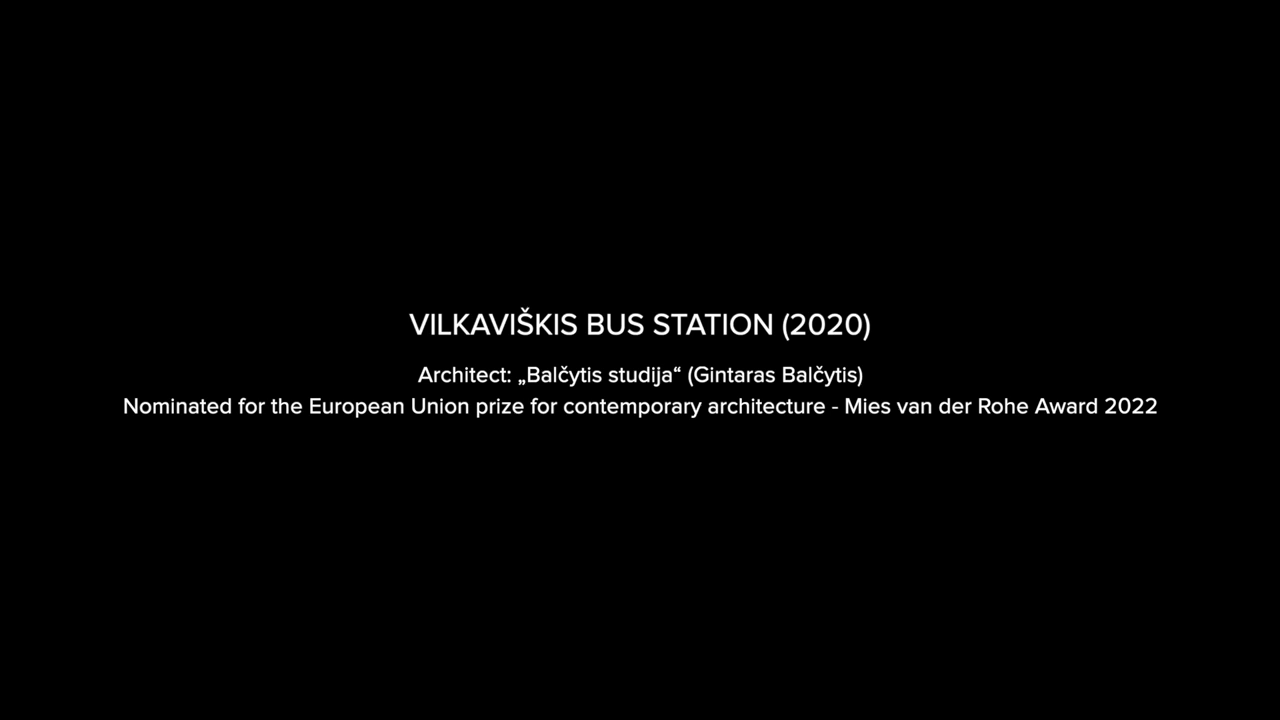 VILKAVIŠKIS BUS STATION (2020)
Architect: „Balčytis studija“ (Gintaras Balčytis)
Nominated for the European Union prize for contemporary architecture - Mies van der Rohe Award 2022